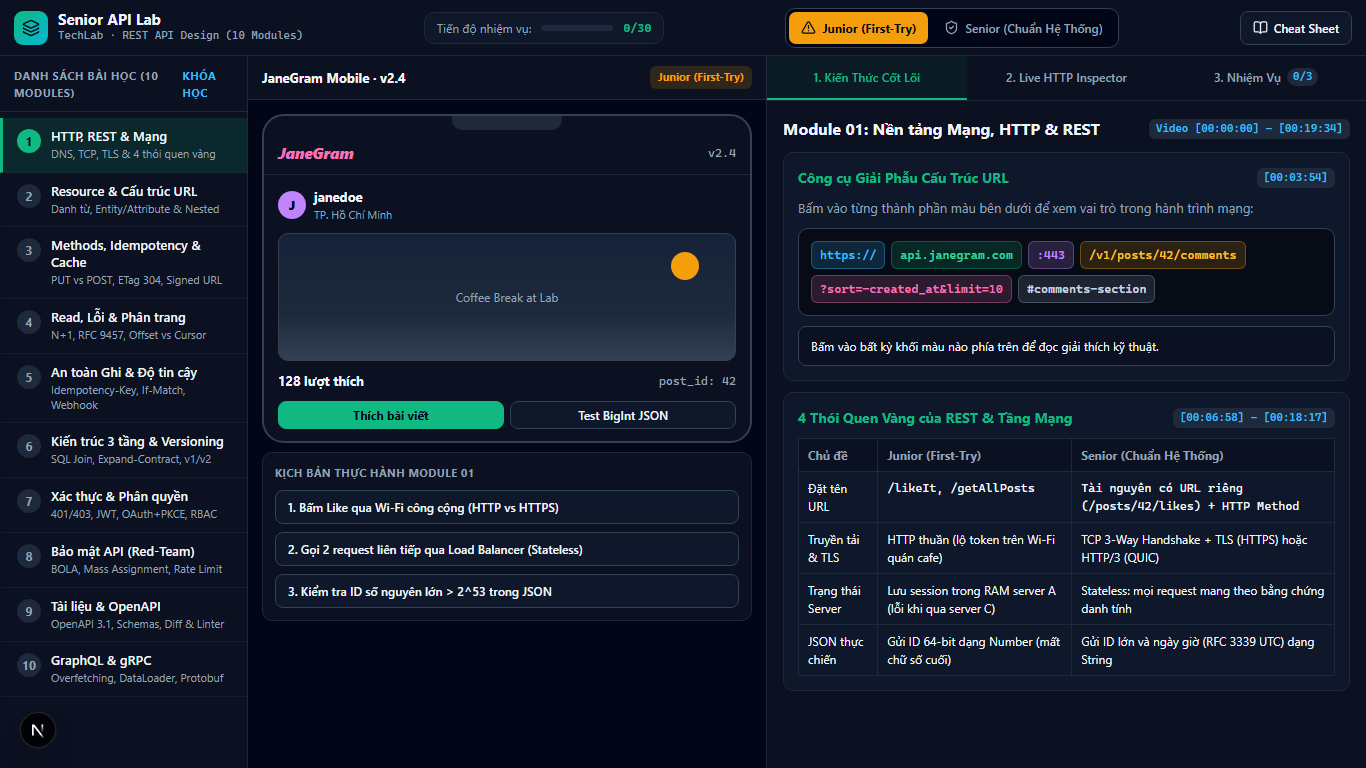 Senior API Lab
TechLab · REST API Design (10 Modules)
Tiến độ nhiệm vụ: 0/30
Junior (First-Try)
Senior (Chuẩn Hệ Thống)
Cheat Sheet
DANH SÁCH BÀI HỌC (10 MODULES)
KHÓA HỌC
1
HTTP, REST & Mạng
DNS, TCP, TLS & 4 thói quen vàng
2
Resource & Cấu trúc URL
Danh từ, Entity/Attribute & Nested
3
Methods, Idempotency & Cache
PUT vs POST, ETag 304, Signed URL
4
Read, Lỗi & Phân trang
N+1, RFC 9457, Offset vs Cursor
5
An toàn Ghi & Độ tin cậy
Idempotency-Key, If-Match, Webhook
6
Kiến trúc 3 tầng & Versioning
SQL Join, Expand-Contract, v1/v2
7
Xác thực & Phân quyền
401/403, JWT, OAuth+PKCE, RBAC
8
Bảo mật API (Red-Team)
BOLA, Mass Assignment, Rate Limit
9
Tài liệu & OpenAPI
OpenAPI 3.1, Schemas, Diff & Linter
10
GraphQL & gRPC
Overfetching, DataLoader, Protobuf
N
JaneGram Mobile · v2.4
Junior (First-Try)
JaneGram
v2.4
J
janedoe
TP. Hồ Chí Minh
Coffee Break at Lab
128 lượt thích
post_id: 42
Thích bài viết
Test BigInt JSON
KỊCH BẢN THỰC HÀNH MODULE 01
1. Bấm Like qua Wi-Fi công cộng (HTTP vs HTTPS)
2. Gọi 2 request liên tiếp qua Load Balancer (Stateless)
3. Kiểm tra ID số nguyên lớn > 2^53 trong JSON
1. Kiến Thức Cốt Lõi
2. Live HTTP Inspector
3. Nhiệm Vụ 0/3
Module 01: Nền tảng Mạng, HTTP & REST
Video [00:00:00] – [00:19:34]
Công cụ Giải Phẫu Cấu Trúc URL
[00:03:54]
Bấm vào từng thành phần màu bên dưới để xem vai trò trong hành trình mạng:
https:// api.janegram.com :443 /v1/posts/42/comments
?sort=-created_at&limit=10 #comments-section
Bấm vào bất kỳ khối màu nào phía trên để đọc giải thích kỹ thuật.
4 Thói Quen Vàng của REST & Tầng Mạng
[00:06:58] – [00:18:17]
Chủ đề
Junior (First-Try)
Senior (Chuẩn Hệ Thống)
Đặt tên URL
/likeIt, /getAllPosts
Tài nguyên có URL riêng
(/posts/42/likes) + HTTP Method
Truyền tải & TLS
HTTP thuần (lộ token trên Wi-Fi
quán cafe)
TCP 3-Way Handshake + TLS (HTTPS) hoặc
HTTP/3 (QUIC)
Trạng thái Server
Lưu session trong RAM server A
(lỗi khi qua server C)
Stateless: mọi request mang theo bằng chứng
danh tính
JSON thực chiến
Gửi ID 64-bit dạng Number (mất
chữ số cuối)
Gửi ID lớn và ngày giờ (RFC 3339 UTC) dạng
String